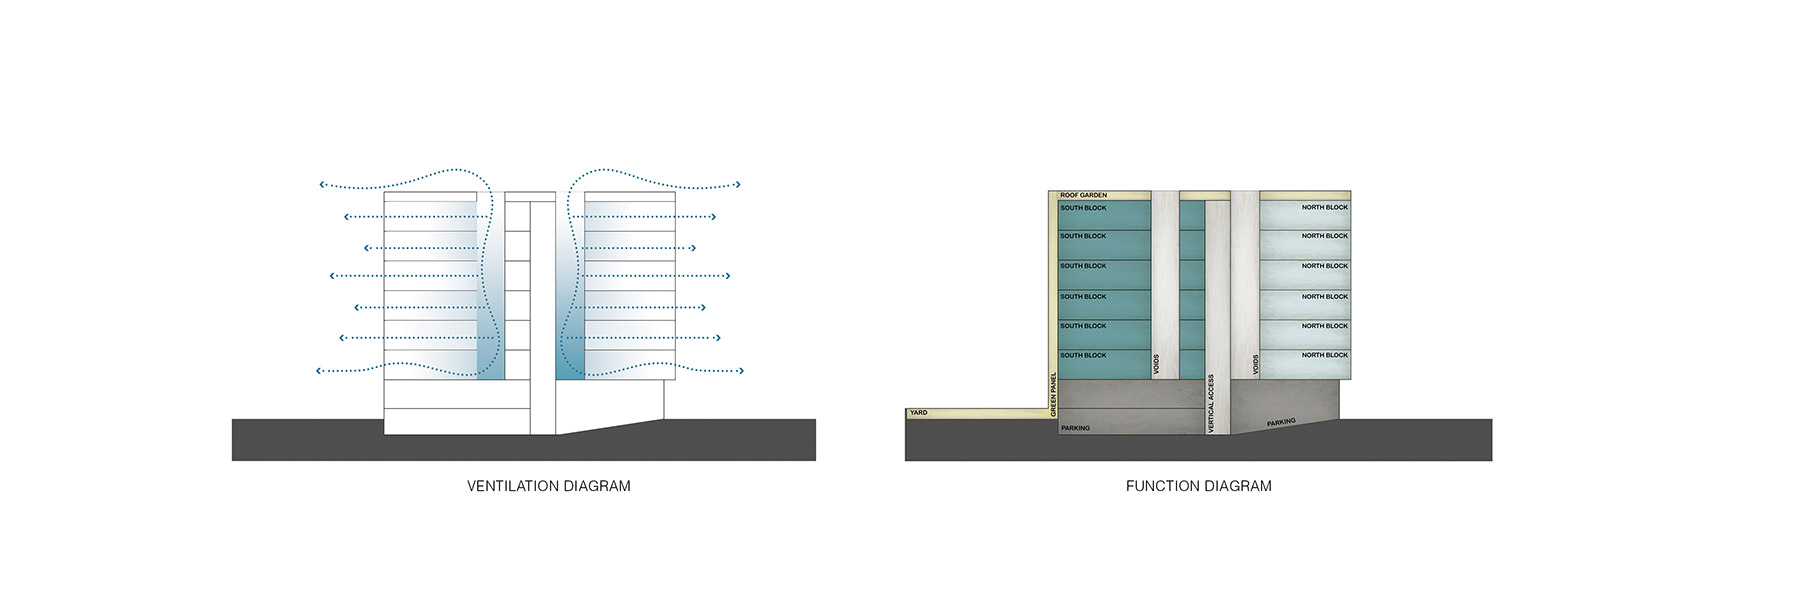 VENTILATION DIAGRAM
ROOF GARDEN
SOUTH BLOCK
NORTH BLOCK
SOUTH BLOCK
NORTH BLOCK
SOUTH BLOCK
NORTH BLOCK
SOUTH BLOCK
NORTH BLOCK
SOUTH BLOCK
NORTH BLOCK
SOUTH BLOCK
NORTH BLOCK
VOIDS
VOIDS
GREEN PANEL
VERTICAL ACCESS
YARD
PARKING
PARKING
FUNCTION DIAGRAM